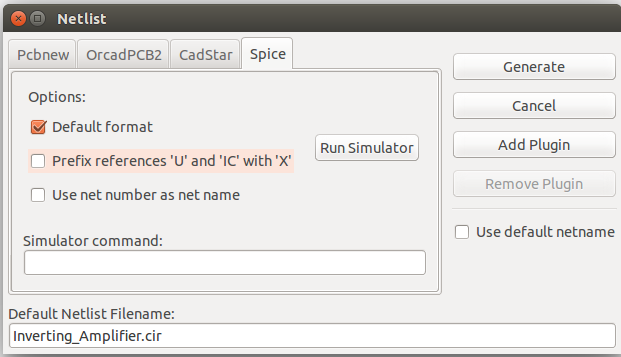 Netlist
Pcbnew OrcadPCB2 CadStar Spice
Options:
Default format
Prefix references 'U' and 'IC' with 'X'
Use net number as net name
Run Simulator
Simulator command:
Generate
Cancel
Add Plugin
Remove Plugin
Use default netname
Default Netlist Filename:
Inverting_Amplifier.cir